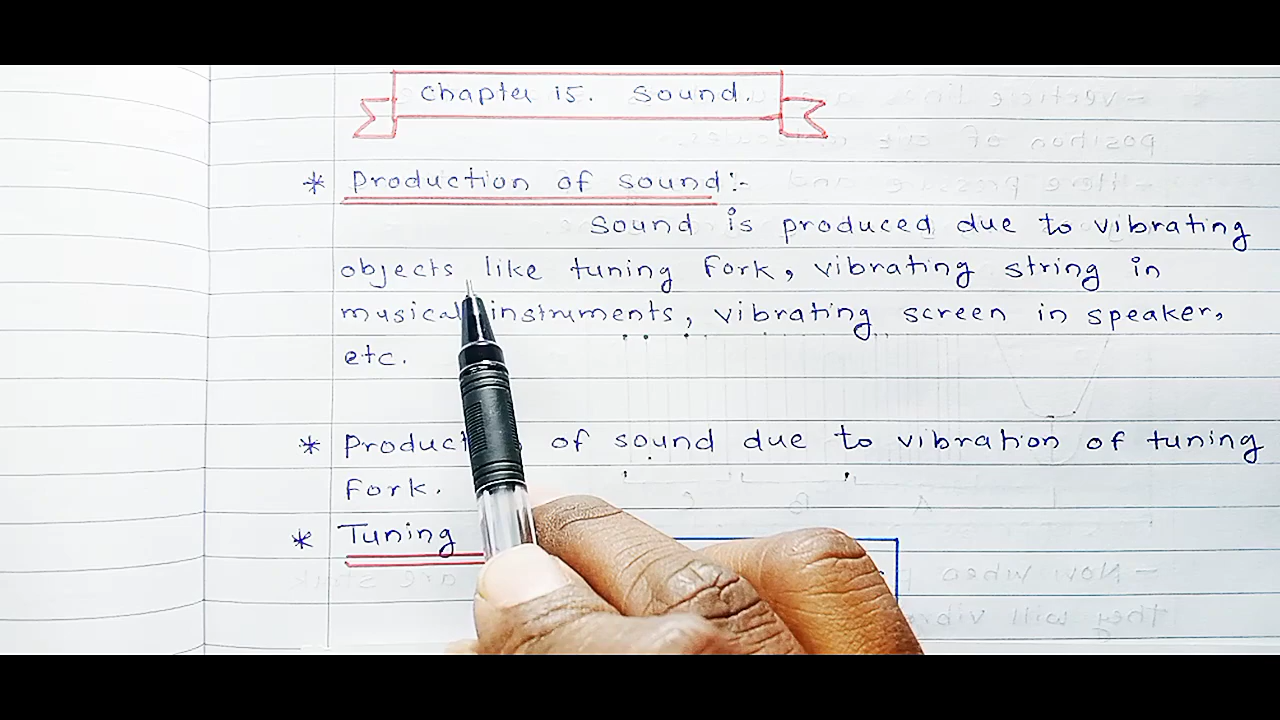 Chapter 15. Sound.
* Production of sound :-
Sound is produced due to vibrating
objects like tuning fork, vibrating string in
musical instruments, vibrating screen in speaker,
etc.
* of sound due to vibration of tuning
fork.
* Tuning